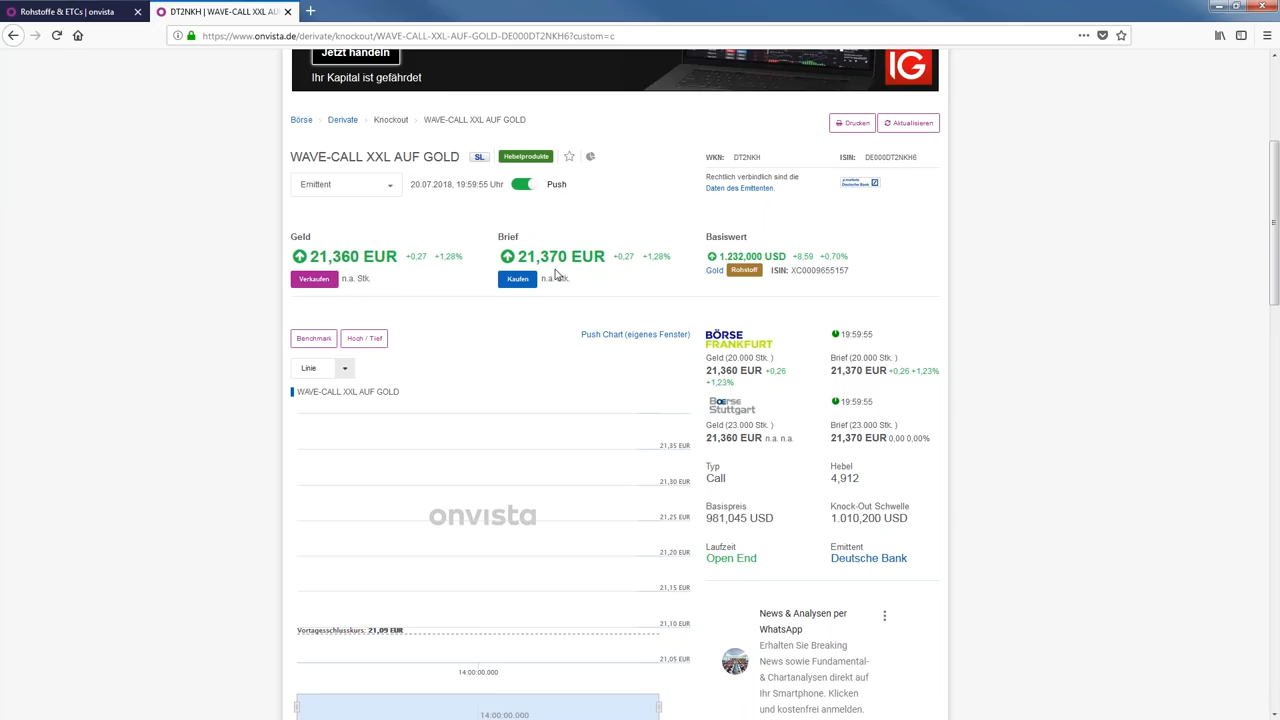 Rohstoffe & ETCs | onvista
DT2NKH | WAVE-CALL XXL AUF
https://www.onvista.de/derivate/knockout/WAVE-CALL-XXL-AUF-GOLD-DE000DT2NKH6?custom=c
Jetzt handeln
Ihr Kapital ist gefährdet
IG
Börse
Derivate
Knockout
WAVE-CALL XXL AUF GOLD
Drucken
Aktualisieren
WAVE-CALL XXL AUF GOLD
SL
Hebelprodukte
WKN: DT2NKH
ISIN: DE000DT2NKH6
Emittent
20.07.2018, 19:59:55 Uhr
Push
Rechtlich verbindlich sind die
Daten des Emittenten.
Deutsche Bank
Geld
Brief
Basiswert
21,360 EUR +0,27 +1,28%
21,370 EUR +0,27 +1,28%
1.232,000 USD +8,59 +0,70%
Verkaufen n.a. Stk.
Kaufen n.a. Stk.
Gold Rohstoff ISIN: XC0009655157
Benchmark
Hoch / Tief
Push Chart (eigenes Fenster)
Linie
WAVE-CALL XXL AUF GOLD
21,35 EUR
21,30 EUR
21,25 EUR
onvista
21,20 EUR
21,15 EUR
21,10 EUR
Vortagesschlusskurs: 21,09 EUR
21,05 EUR
14:00:00.000
14:00:00.000
BÖRSE
FRANKFURT
19:59:55
Geld (20.000 Stk. )
Brief (20.000 Stk. )
21,360 EUR +0,26
+1,23%
21,370 EUR +0,26 +1,23%
Boerse
Stuttgart
19:59:55
Geld (23.000 Stk. )
Brief (23.000 Stk. )
21,360 EUR n.a. n.a.
21,370 EUR 0,00 0,00%
Typ
Hebel
Call
4,912
Basispreis
Knock-Out Schwelle
981,045 USD
1.010,200 USD
Laufzeit
Emittent
Open End
Deutsche Bank
News & Analysen per
WhatsApp
Erhalten Sie Breaking
News sowie Fundamental-
& Chartanalysen direkt auf
Ihr Smartphone. Klicken
und kostenfrei anmelden.